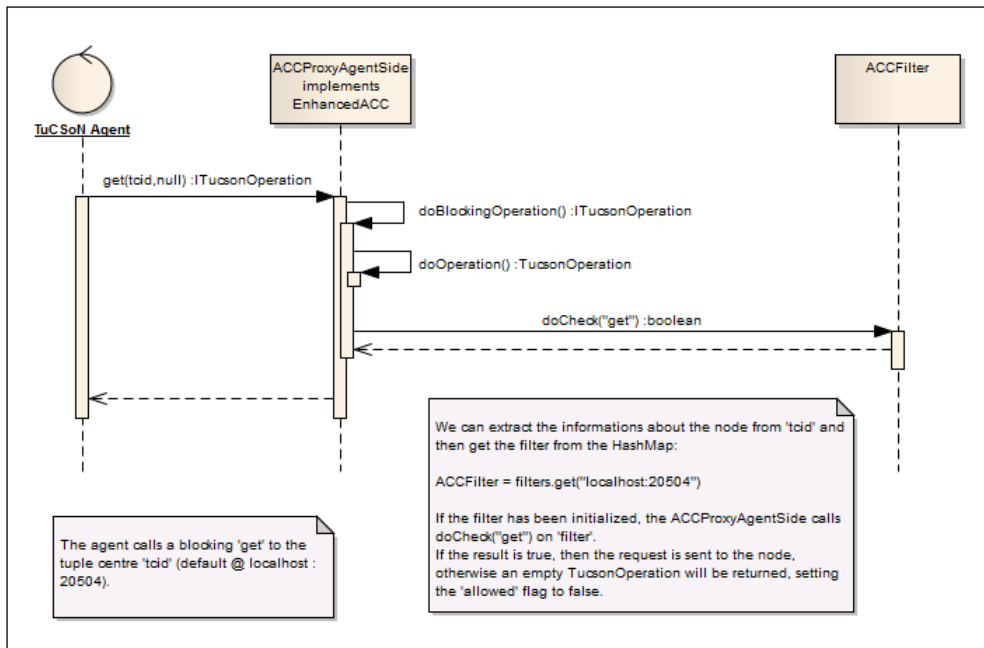 ACCProxyAgentSide
implements
EnhancedACC
ACCFilter
TuCSoN Agent
get(tcid,null) :ITucsonOperation
doBlockingOperation() :ITucsonOperation
doOperation() :TucsonOperation
doCheck("get") :boolean
We can extract the informations about the node from 'tcid' and
then get the filter from the HashMap:
ACCFilter = filters.get("localhost:20504")
If the filter has been initialized, the ACCProxyAgentSide calls
doCheck("get") on 'filter'.
If the result is true, then the request is sent to the node,
otherwise an empty TucsonOperation will be returned, setting
the 'allowed' flag to false.
The agent calls a blocking 'get' to the
tuple centre 'tcid' (default @ localhost :
20504).